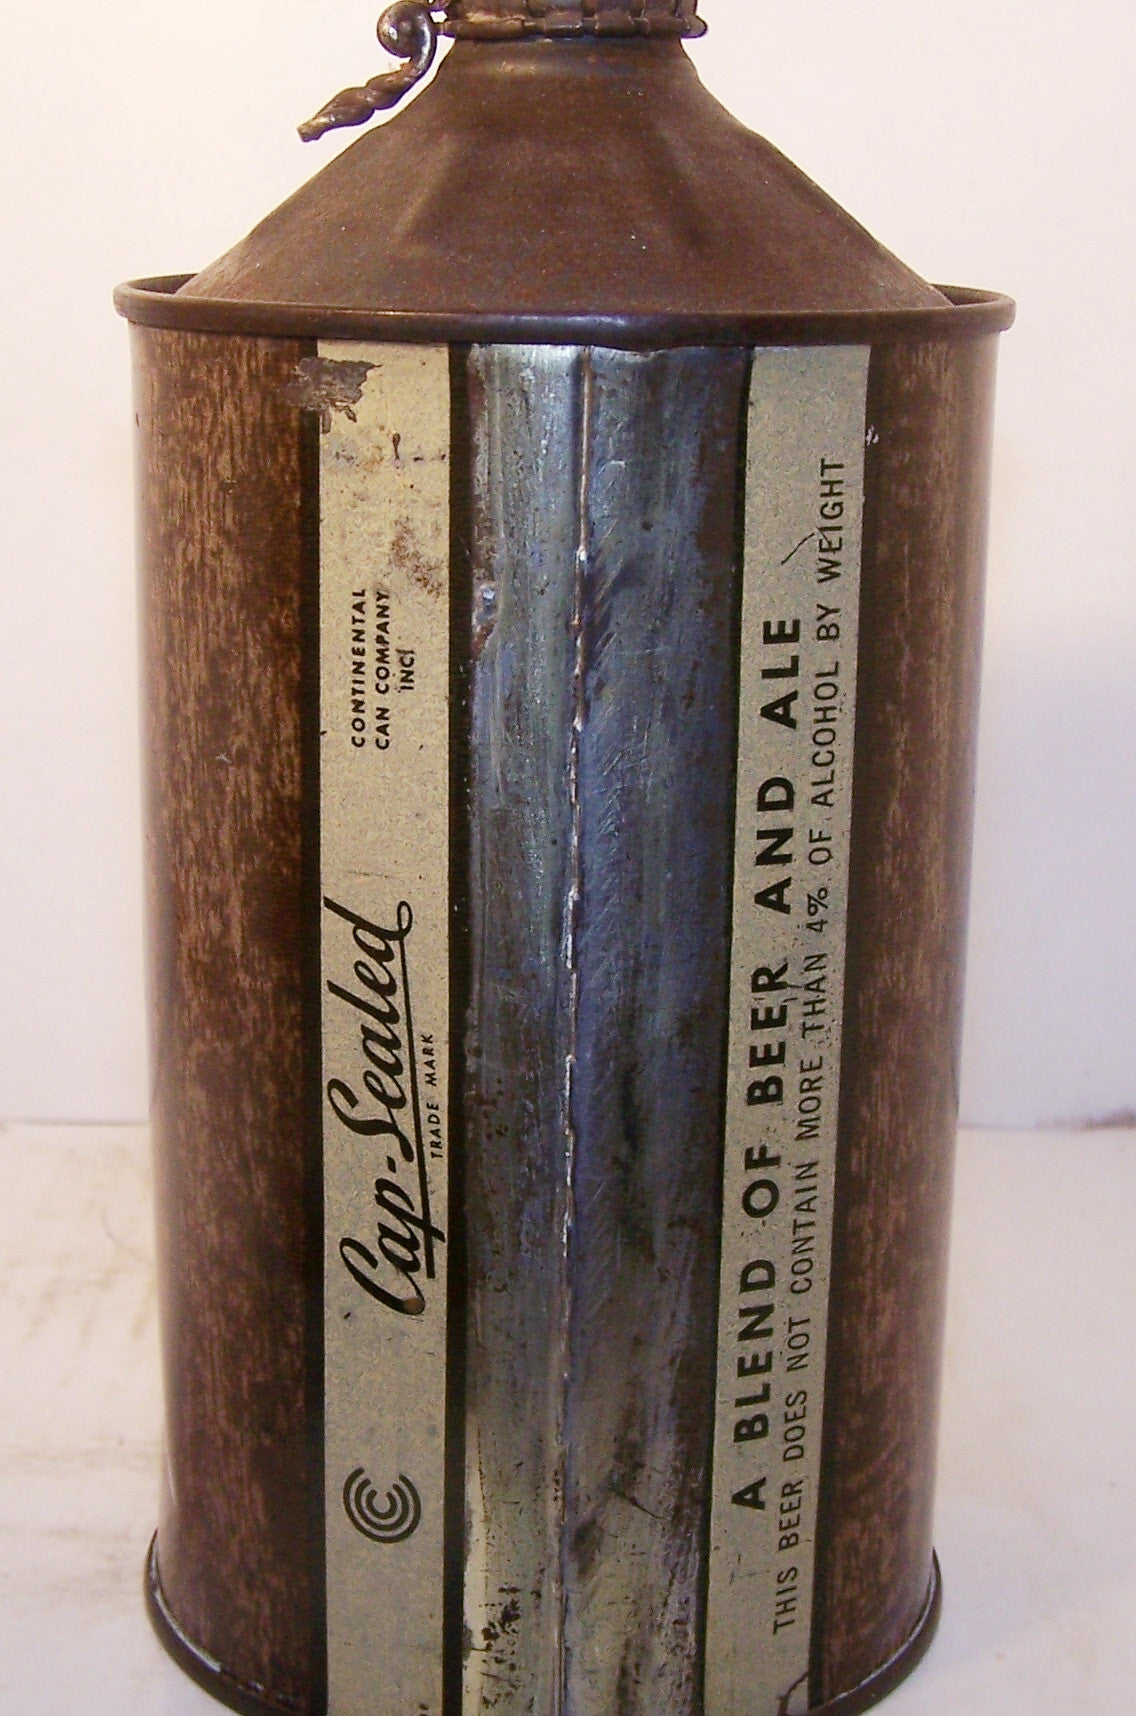 CONTINENTAL
CAN COMPANY
INC.
Cap-Sealed
TRADE MARK
C
A BLEND OF BEER AND ALE
THIS BEER DOES NOT CONTAIN MORE THAN 4% OF ALCOHOL BY WEIGHT